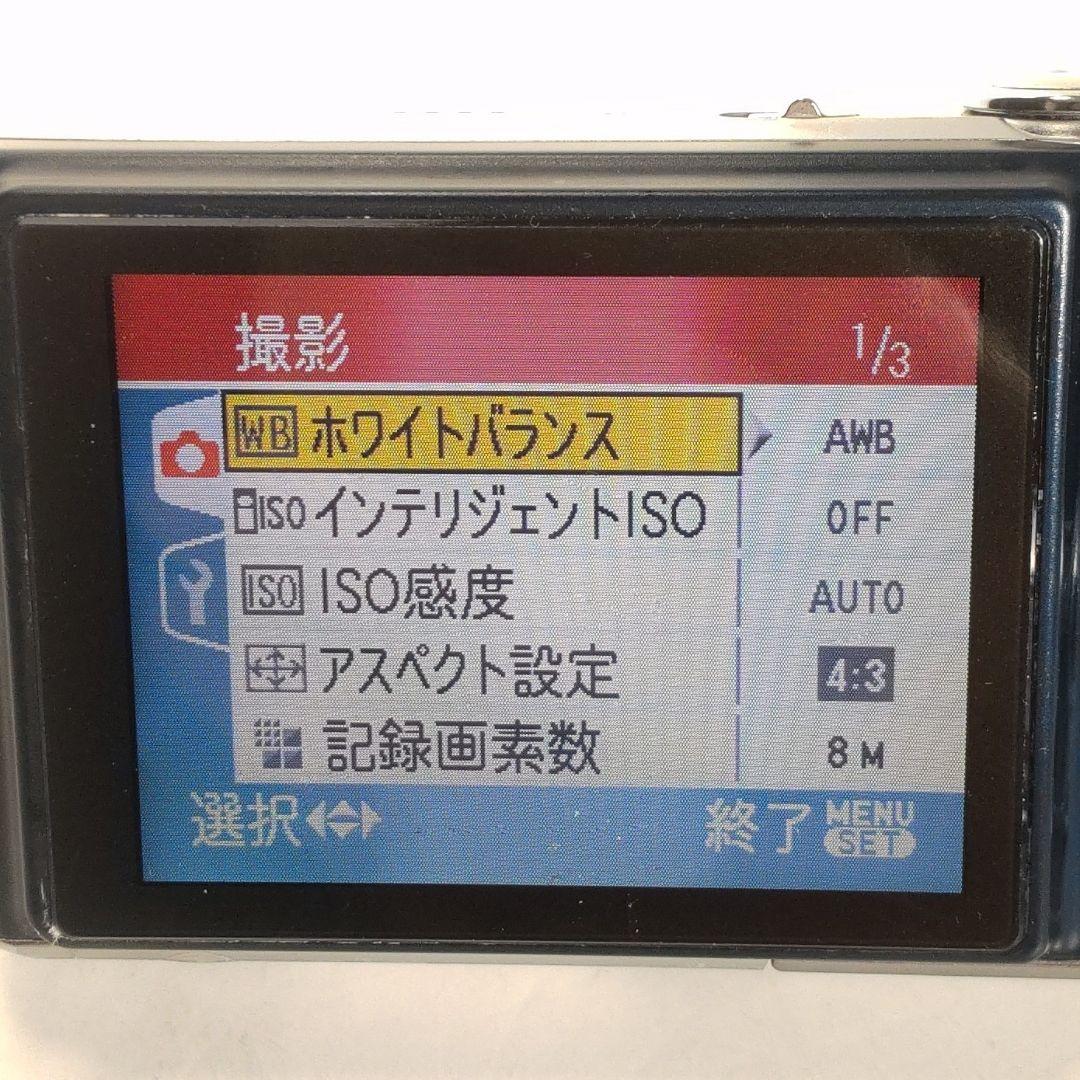 撮影 1/3
WB ホワイトバランス AWB
iISO インテリジェントISO OFF
ISO ISO感度 AUTO
アスペクト設定 4:3
記録画素数 8M
選択 終了 MENU SET